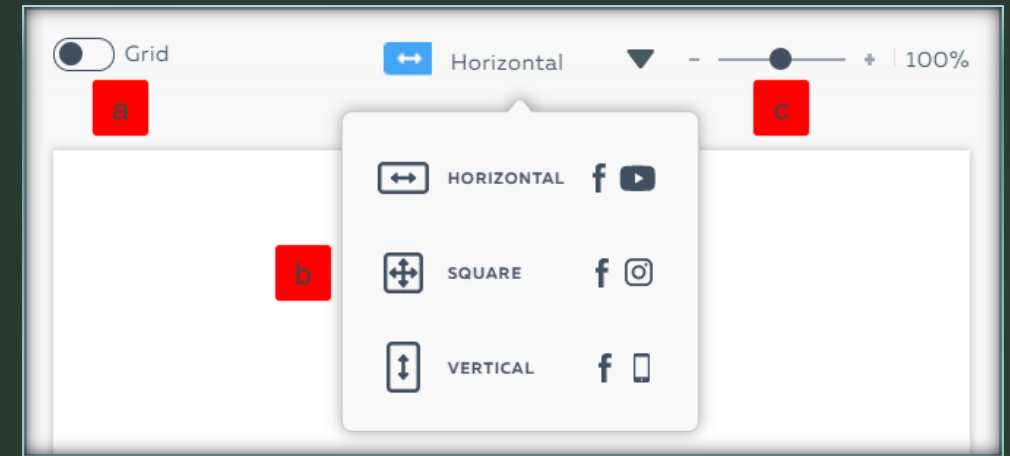 Grid
Horizontal
- + 100%
a
c
HORIZONTAL
b
SQUARE
VERTICAL